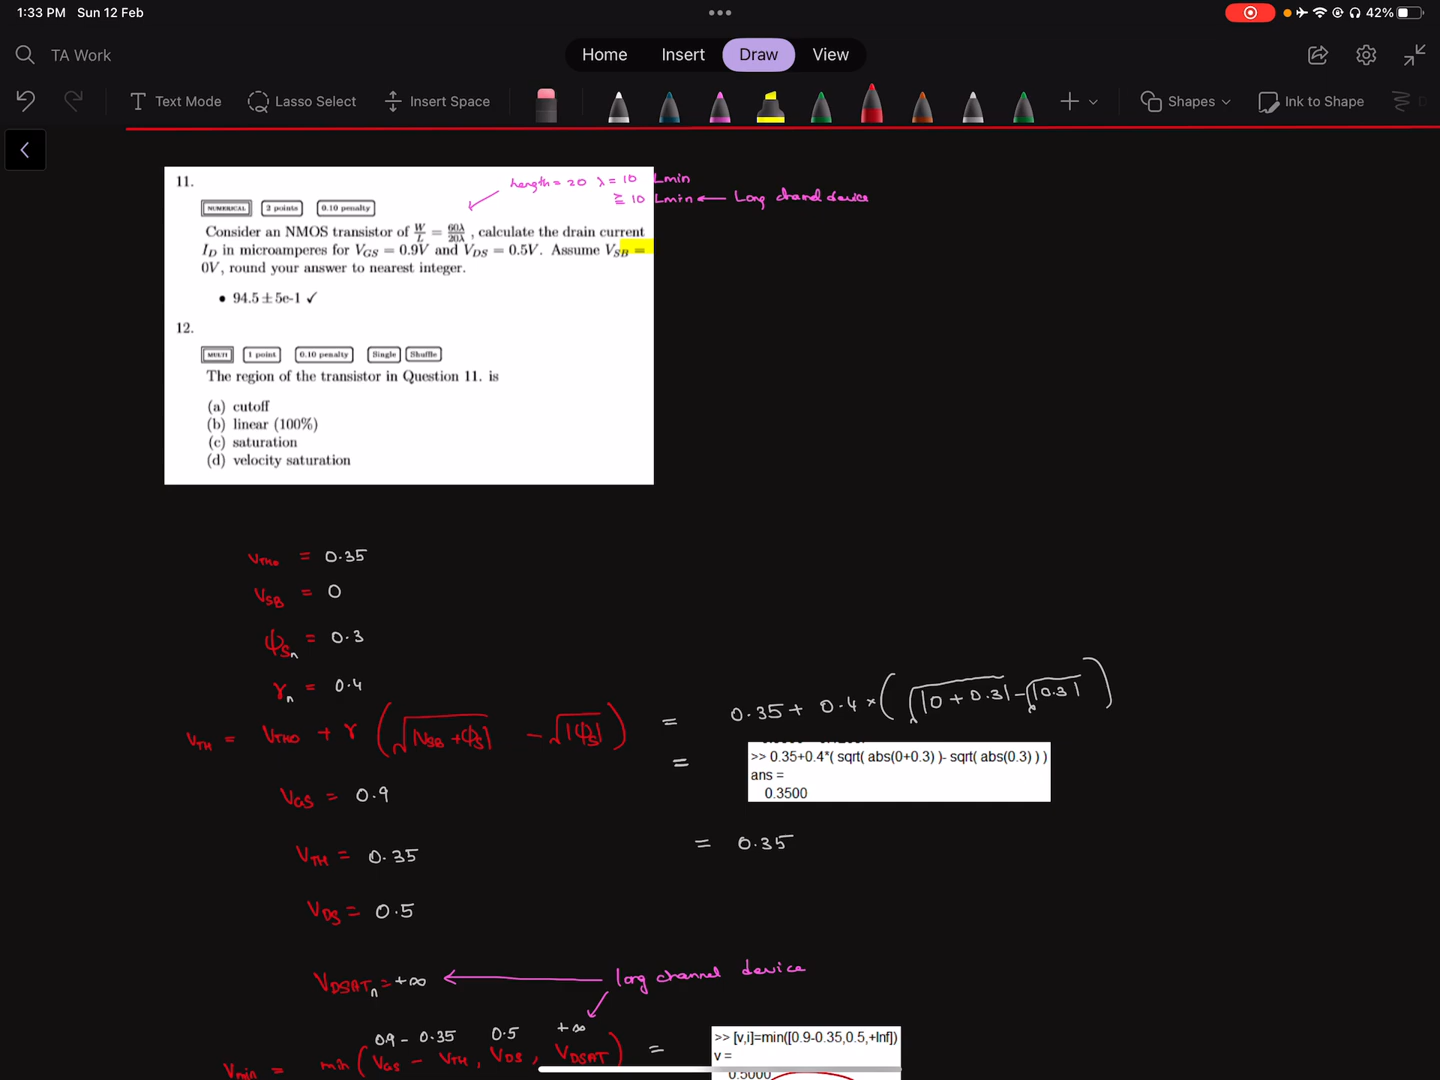 1:33 PM Sun 12 Feb
42%
TA Work
Home Insert Draw View
Text Mode Lasso Select Insert Space Shapes Ink to Shape
Length = 20 λ = 10 Lmin
≥ 10 Lmin ← Long channel device
11.
NUMERICAL 2 points 0.10 penalty
Consider an NMOS transistor of W/L = 60λ/20λ, calculate the drain current
I_D in microamperes for V_GS = 0.9V and V_DS = 0.5V. Assume V_SB =
0V, round your answer to nearest integer.
• 94.5 ± 5e-1 ✓
12.
MULTI 1 point 0.10 penalty Single Shuffle
The region of the transistor in Question 11. is
(a) cutoff
(b) linear (100%)
(c) saturation
(d) velocity saturation
V_TH0 = 0.35
V_SB = 0
ψ_Sn = 0.3
γ_n = 0.4
V_TH = V_TH0 + γ (√|V_SB + ψ_S| - √|ψ_S|) = 0.35 + 0.4 * (√|0 + 0.3| - √|0.3|)
=
>> 0.35+0.4*( sqrt( abs(0+0.3) )- sqrt( abs(0.3) ) )
ans =
0.3500
V_GS = 0.9
= 0.35
V_TH = 0.35
V_DS = 0.5
V_DSATn = +∞ ← long channel device
0.9 - 0.35 0.5 +∞
V_min = min (V_GS - V_TH, V_DS, V_DSAT) =
>> [v,i]=min([0.9-0.35,0.5,+Inf])
v =
0.5000